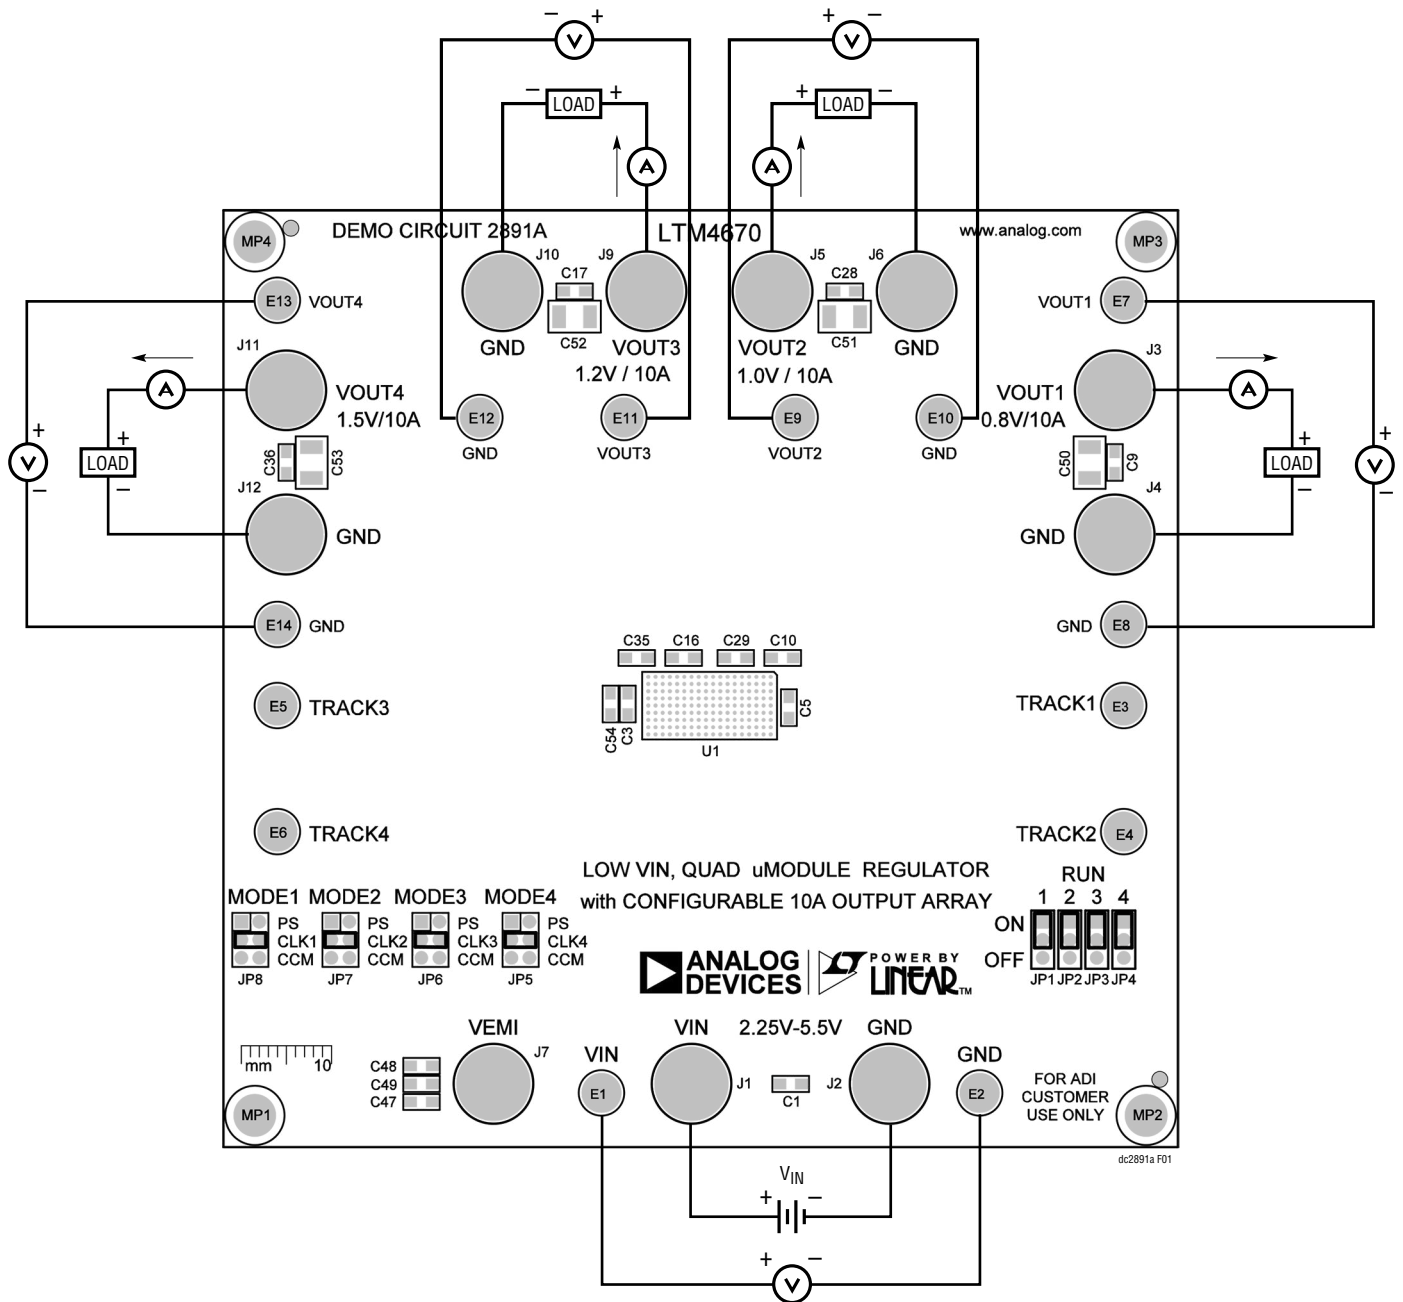 − + + −
V V
− LOAD + + LOAD −
A A
MP4 DEMO CIRCUIT 2891A LTM4670 www.analog.com MP3
J10 J9 J5 J6
C17 C28
E13 VOUT4 VOUT1 E7
C52 C51
J11 GND VOUT3 VOUT2 GND J3
1.2V / 10A 1.0V / 10A
A VOUT4 VOUT1 A
1.5V/10A E12 E11 E9 E10 0.8V/10A
GND VOUT3 VOUT2 GND
+ + + +
V LOAD C36 C53 C50 C9 LOAD V
− − − −
J12 J4
GND GND
E14 GND GND E8
C35 C16 C29 C10
E5 TRACK3 TRACK1 E3
C54 C3 C5
U1
E6 TRACK4 TRACK2 E4
LOW VIN, QUAD uMODULE REGULATOR
with CONFIGURABLE 10A OUTPUT ARRAY
RUN
1 2 3 4
ON
OFF
JP1 JP2 JP3 JP4
MODE1 MODE2 MODE3 MODE4
PS PS PS PS
CLK1 CLK2 CLK3 CLK4
CCM CCM CCM CCM
JP8 JP7 JP6 JP5
ANALOG
DEVICES
LT POWER BY
LINEAR™
VEMI VIN 2.25V-5.5V GND
J7 VIN GND
mm 10
C48
C49
C47
E1 J1 C1 J2 E2
FOR ADI
CUSTOMER
USE ONLY
MP1 MP2
dc2891a F01
VIN
+ −
+ −
V